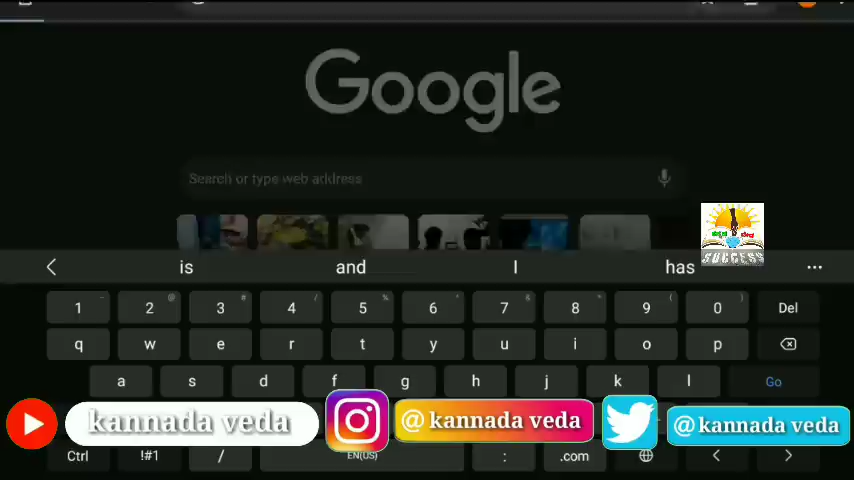 Google
Search or type web address
SUCCESS
is and I has
1 2 3 4 5 6 7 8 9 0 Del
q w e r t y u i o p
a s d f g h j k l Go
kannada veda @kannada veda @kannada veda
Ctrl !#1 / EN(US) : .com < >